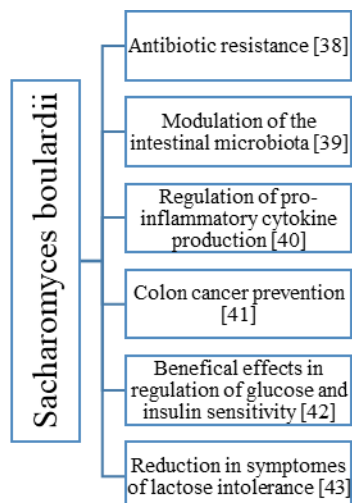 Sacharomyces boulardii
Antibiotic resistance [38]
Modulation of the
intestinal microbiota [39]
Regulation of pro-
inflammatory cytokine
production [40]
Colon cancer prevention
[41]
Benefical effects in
regulation of glucose and
insulin sensitivity [42]
Reduction in symptomes
of lactose intolerance [43]